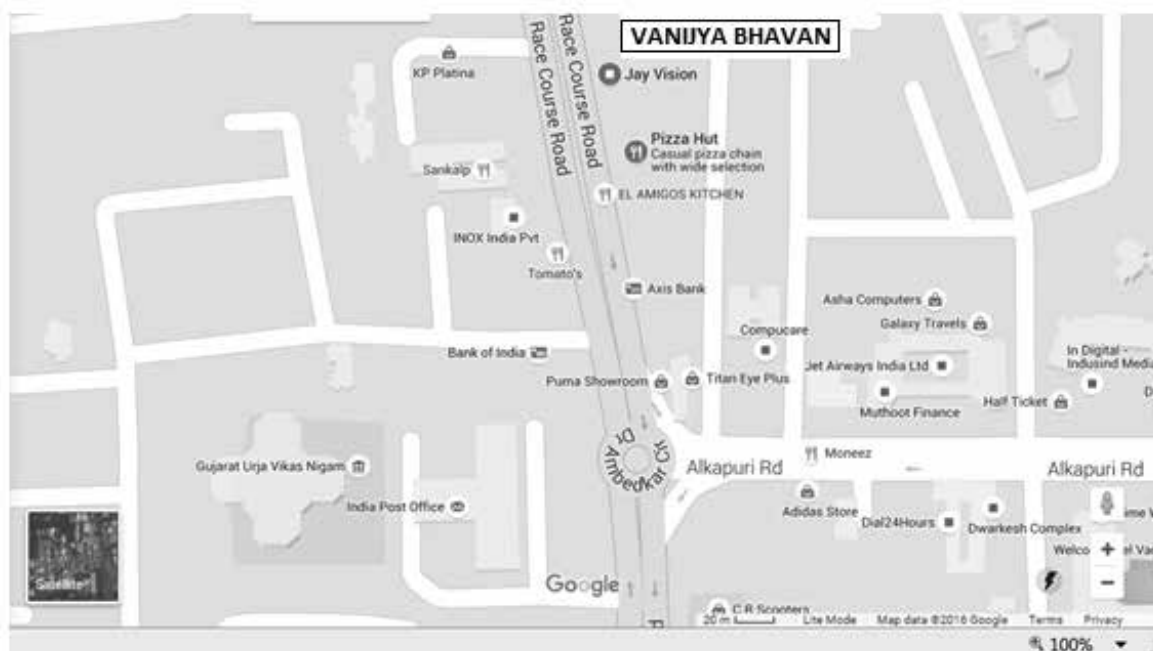 VANIJYA BHAVAN
Race Course Road
Race Course Road
KP Platina
Jay Vision
Pizza Hut
Casual pizza chain
with wide selection
Sankalp
EL AMIGOS KITCHEN
INOX India Pvt
Tomato's
Axis Bank
Asha Computers
Galaxy Travels
Compucare
Bank of India
In Digital -
Indusind Media
Jet Airways India Ltd
Puma Showroom
Titan Eye Plus
Half Ticket
Muthoot Finance
Dr Ambedkar Cir
Moneez
Alkapuri Rd
Alkapuri Rd
Gujarat Urja Vikas Nigam
India Post Office
Adidas Store
Dial24Hours
Dwarkesh Complex
Satellite
Google
C R Scooters
20 m
Lite Mode
Map data ©2016 Google
Terms
Privacy
100%